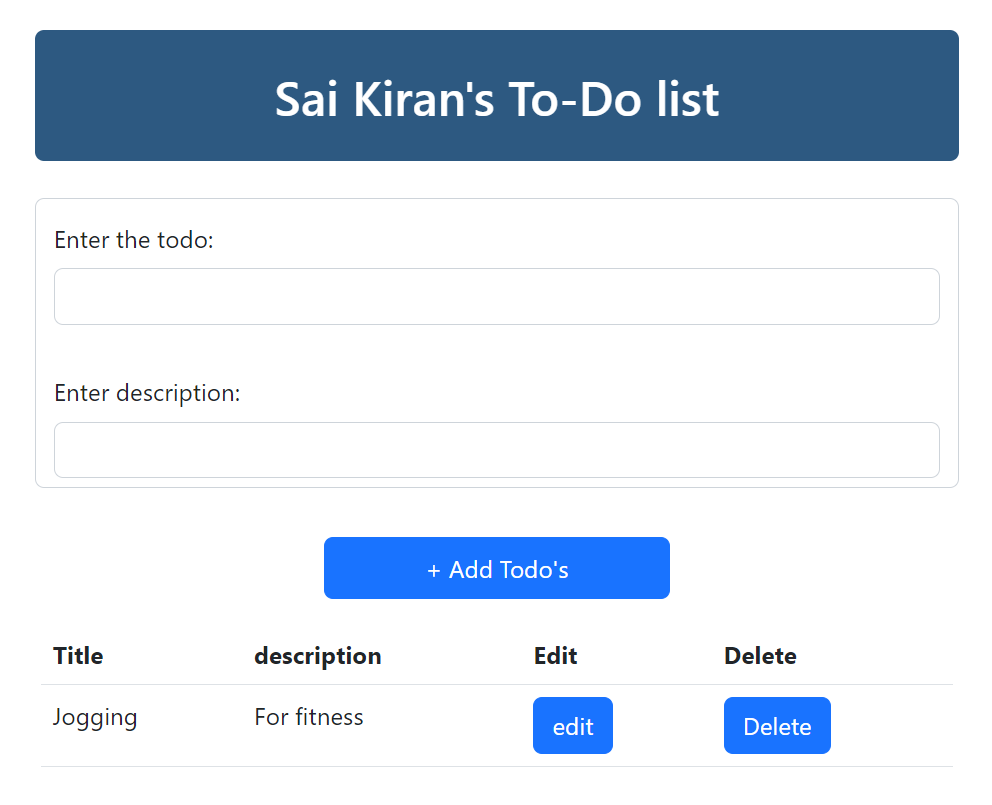 Sai Kiran's To-Do list
Enter the todo:
Enter description:
+ Add Todo's
Title description Edit Delete
Jogging For fitness edit Delete